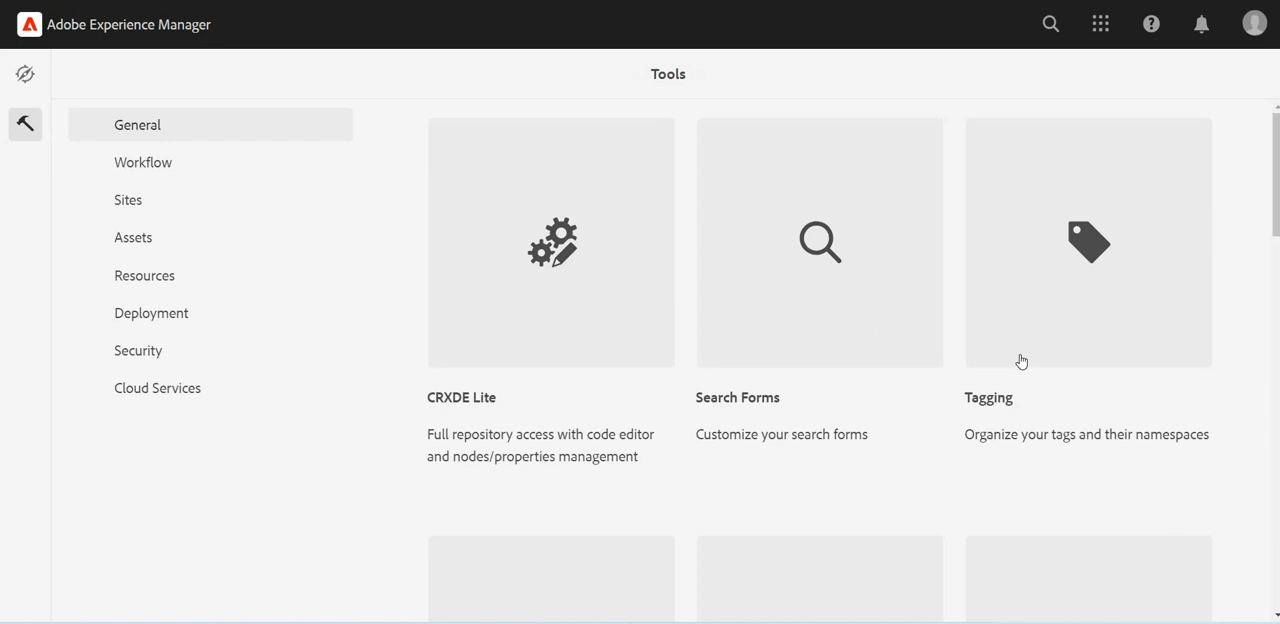 Adobe Experience Manager
Tools
General
Workflow
Sites
Assets
Resources
Deployment
Security
Cloud Services
CRXDE Lite
Full repository access with code editor
and nodes/properties management
Search Forms
Customize your search forms
Tagging
Organize your tags and their namespaces